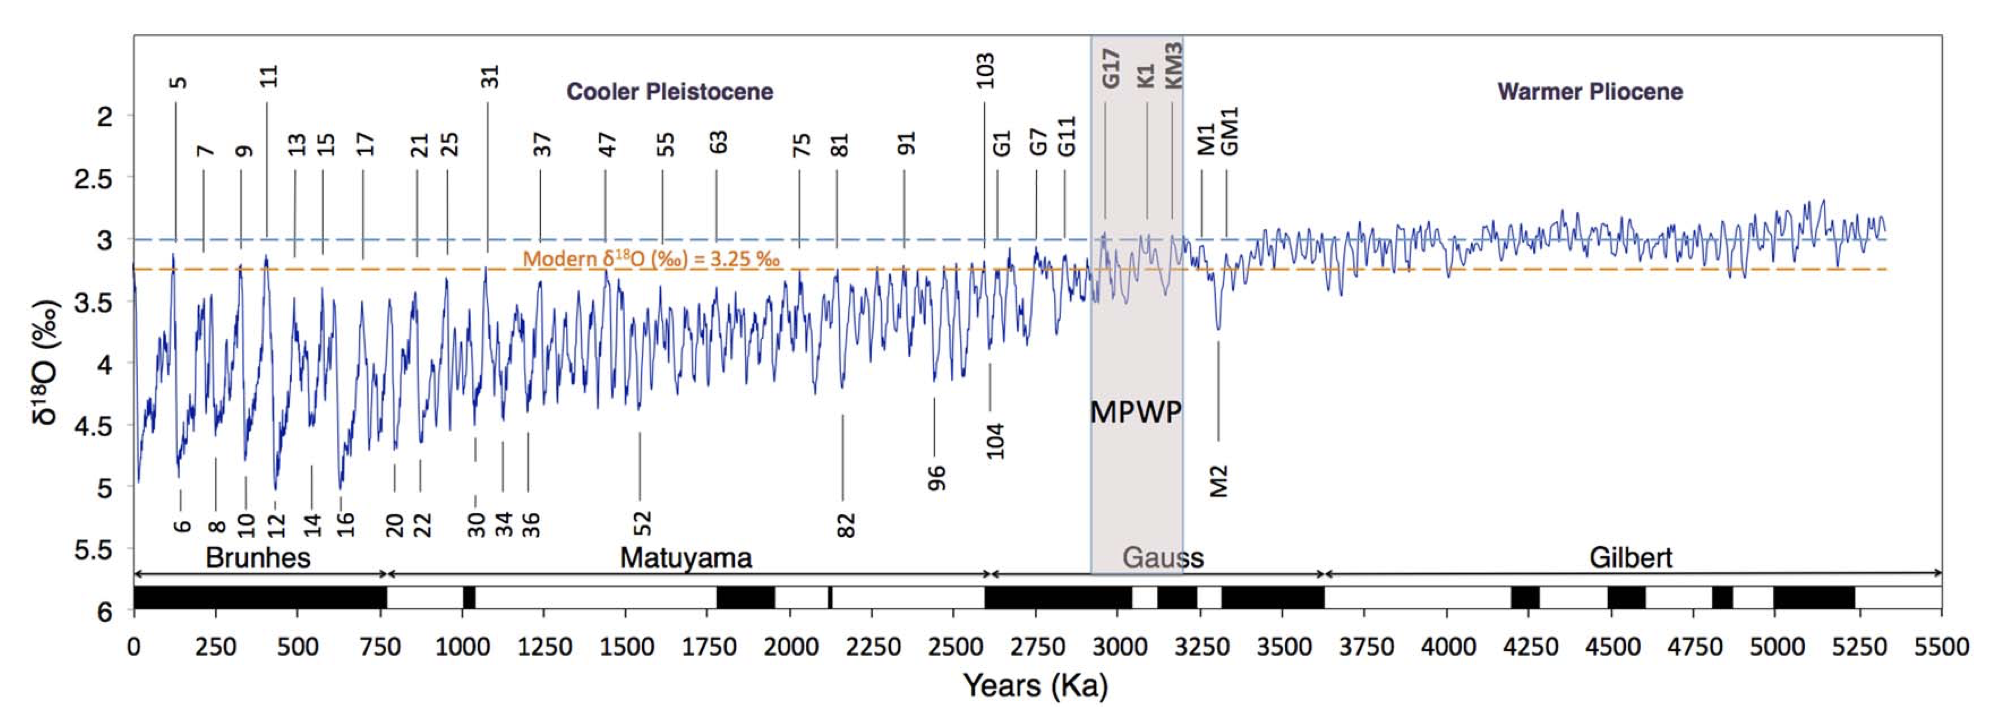 5
11
31
103
G17
K1
KM3
Cooler Pleistocene
Warmer Pliocene
7
9
13
15
17
21
25
37
47
55
63
75
81
91
G1
G7
G11
M1
GM1
2
2.5
3
3.5
4
4.5
5
5.5
6
δ18O (‰)
Modern δ18O (‰) = 3.25 ‰
MPWP
104
96
M2
6
8
10
12
14
16
20
22
30
34
36
52
82
Brunhes
Matuyama
Gauss
Gilbert
0 250 500 750 1000 1250 1500 1750 2000 2250 2500 2750 3000 3250 3500 3750 4000 4250 4500 4750 5000 5250 5500
Years (Ka)